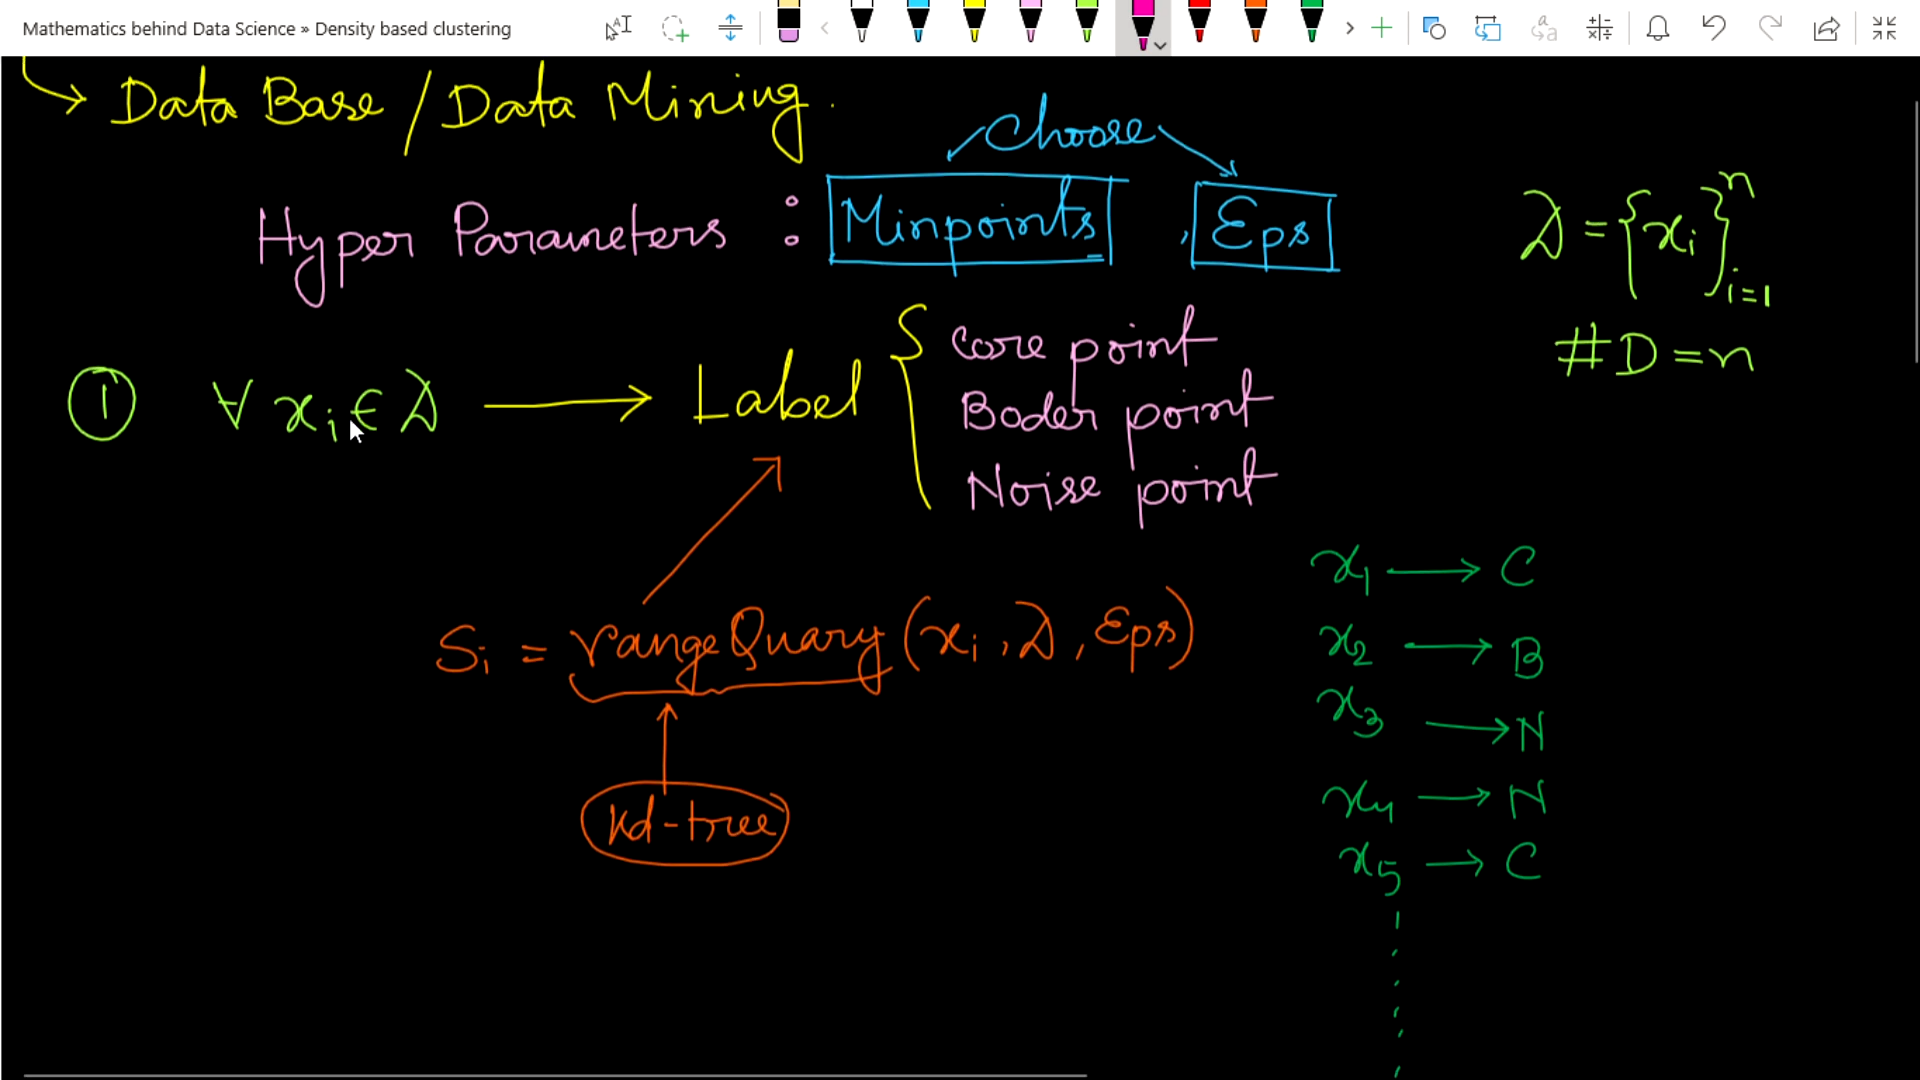 Mathematics behind Data Science » Density based clustering
→ Data Base / Data Mining.
Choose
Hyper Parameters : Minpoints , Eps
D = {xi}ⁿ i=1
#D = n
① ∀ xi ∈ D → Label { Core point
Boder point
Noise point
Si = rangeQuary(xi, D, Eps)
kd-tree
x1 → C
x2 → B
x3 → N
x4 → N
x5 → C